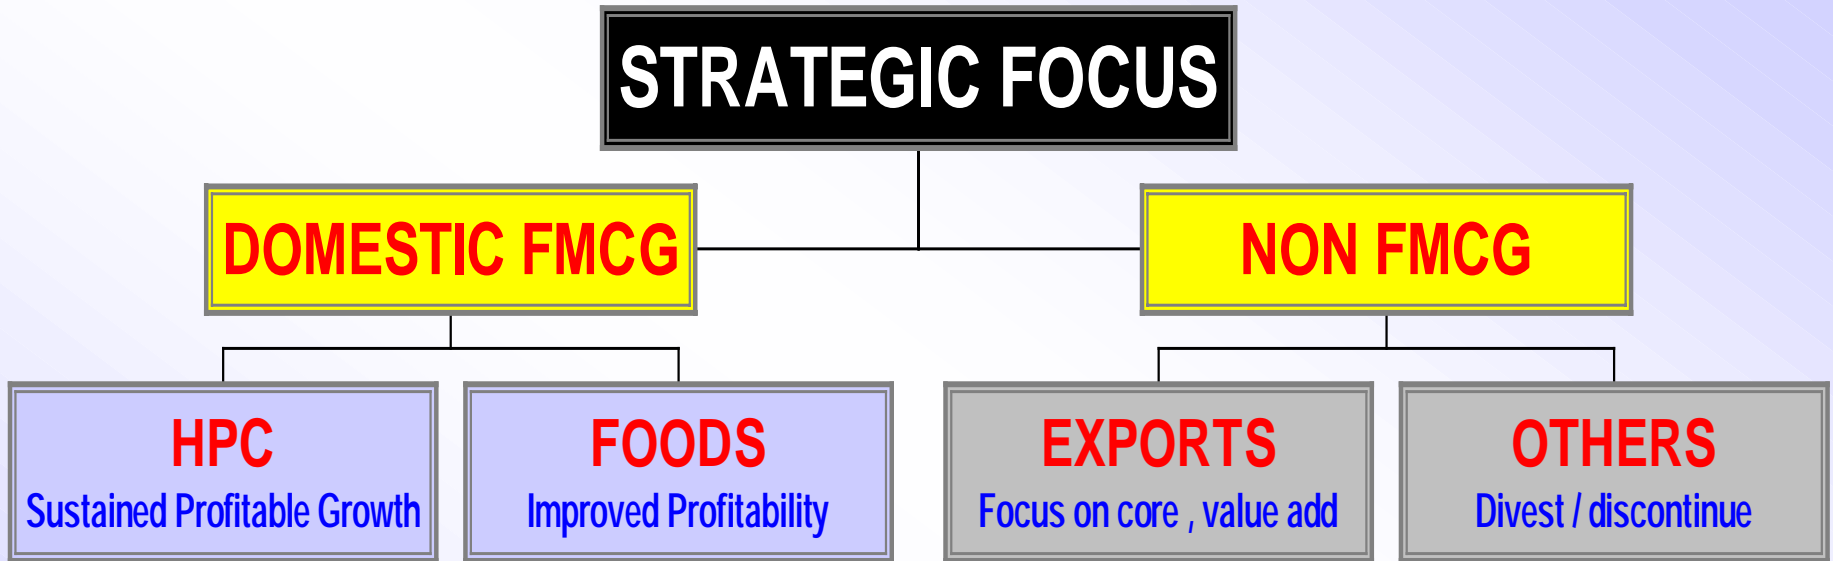 STRATEGIC FOCUS
DOMESTIC FMCG
NON FMCG
HPC
Sustained Profitable Growth
FOODS
Improved Profitability
EXPORTS
Focus on core , value add
OTHERS
Divest / discontinue